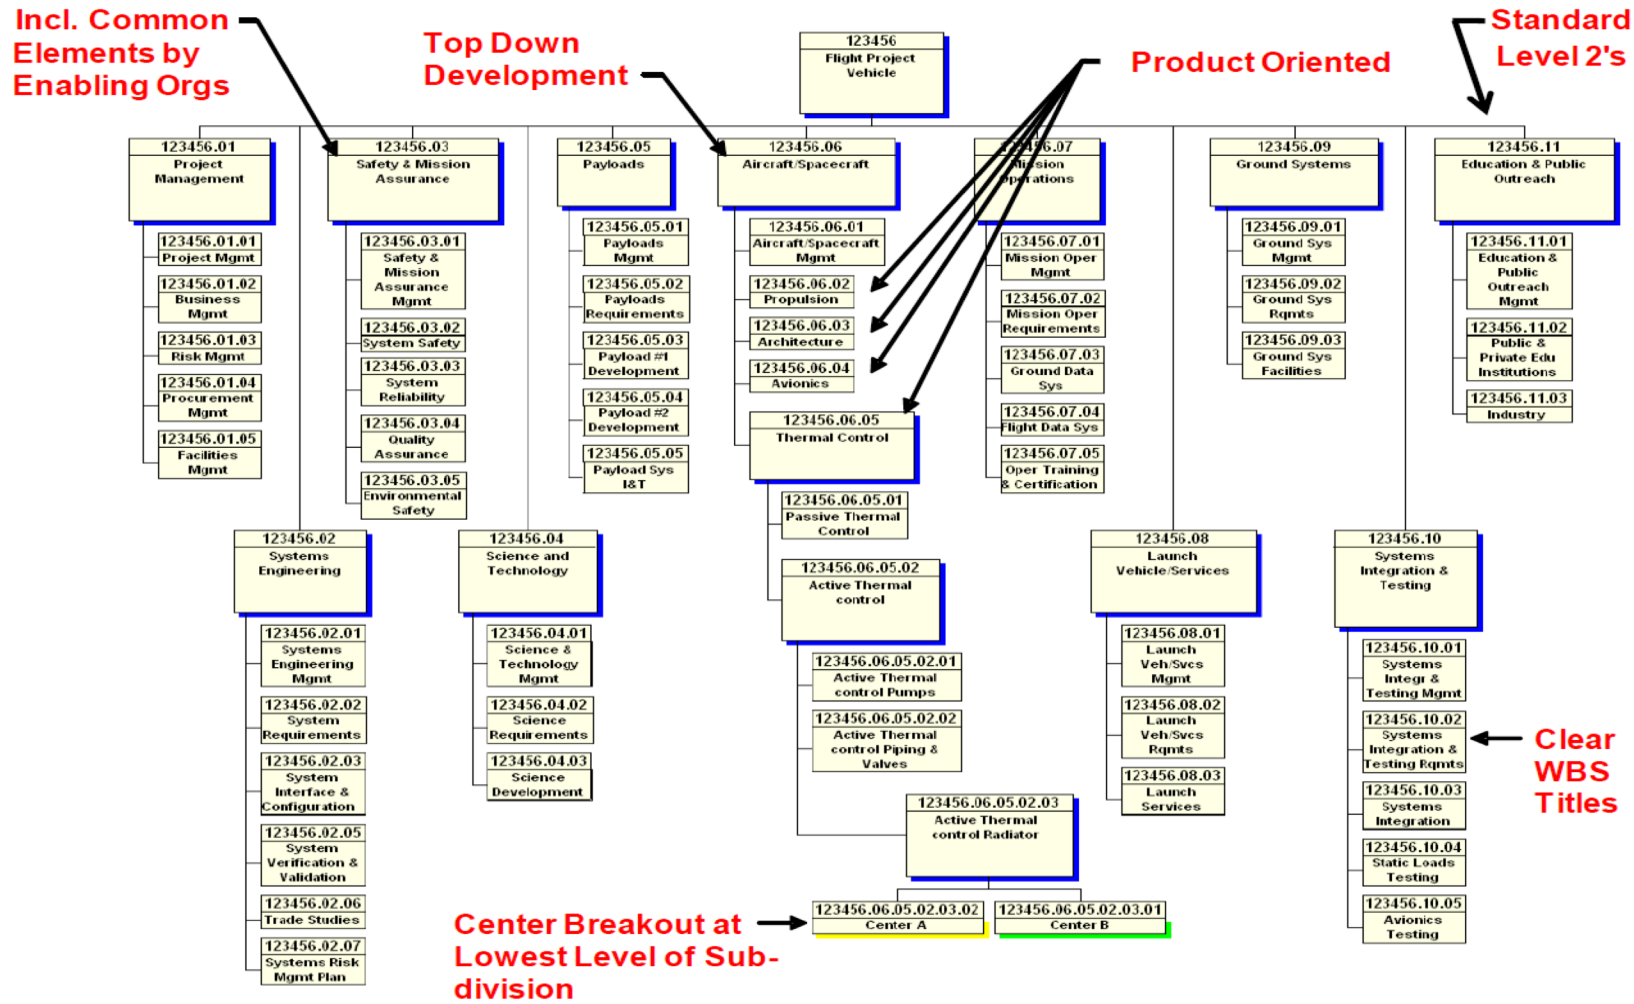 Incl. Common
Elements by
Enabling Orgs
Top Down
Development
Product Oriented
Standard
Level 2's
123456
Flight Project
Vehicle
123456.01
Project
Management
123456.01.01
Project Mgmt
123456.01.02
Business
Mgmt
123456.01.03
Risk Mgmt
123456.01.04
Procurement
Mgmt
123456.01.05
Facilities
Mgmt
123456.03
Safety & Mission
Assurance
123456.03.01
Safety &
Mission
Assurance
Mgmt
123456.03.02
System Safety
123456.03.03
System
Reliability
123456.03.04
Quality
Assurance
123456.03.05
Environmental
Safety
123456.05
Payloads
123456.05.01
Payloads
Mgmt
123456.05.02
Payloads
Requirements
123456.05.03
Payload #1
Development
123456.05.04
Payload #2
Development
123456.05.05
Payload Sys
I&T
123456.06
Aircraft/Spacecraft
123456.06.01
Aircraft/Spacecraft
Mgmt
123456.06.02
Propulsion
123456.06.03
Architecture
123456.06.04
Avionics
123456.06.05
Thermal Control
123456.06.05.01
Passive Thermal
Control
123456.06.05.02
Active Thermal
control
123456.06.05.02.01
Active Thermal
control Pumps
123456.06.05.02.02
Active Thermal
control Piping &
Valves
123456.06.05.02.03
Active Thermal
control Radiator
123456.06.05.02.03.02
Center A
123456.06.05.02.03.01
Center B
123456.07
Mission
Operations
123456.07.01
Mission Oper
Mgmt
123456.07.02
Mission Oper
Requirements
123456.07.03
Ground Data
Sys
123456.07.04
Flight Data Sys
123456.07.05
Oper Training
& Certification
123456.09
Ground Systems
123456.09.01
Ground Sys
Mgmt
123456.09.02
Ground Sys
Rqmts
123456.09.03
Ground Sys
Facilities
123456.11
Education & Public
Outreach
123456.11.01
Education &
Public
Outreach
Mgmt
123456.11.02
Public &
Private Edu
Institutions
123456.11.03
Industry
123456.02
Systems
Engineering
123456.02.01
Systems
Engineering
Mgmt
123456.02.02
System
Requirements
123456.02.03
System
Interface &
Configuration
123456.02.05
System
Verification &
Validation
123456.02.06
Trade Studies
123456.02.07
Systems Risk
Mgmt Plan
123456.04
Science and
Technology
123456.04.01
Science &
Technology
Mgmt
123456.04.02
Science
Requirements
123456.04.03
Science
Development
123456.08
Launch
Vehicle/Services
123456.08.01
Launch
Veh/Svcs
Mgmt
123456.08.02
Launch
Veh/Svcs
Rqmts
123456.08.03
Launch
Services
123456.10
Systems
Integration &
Testing
123456.10.01
Systems
Integr &
Testing Mgmt
123456.10.02
Systems
Integration &
Testing Rqmts
123456.10.03
Systems
Integration
123456.10.04
Static Loads
Testing
123456.10.05
Avionics
Testing
Clear
WBS
Titles
Center Breakout at
Lowest Level of Sub-
division